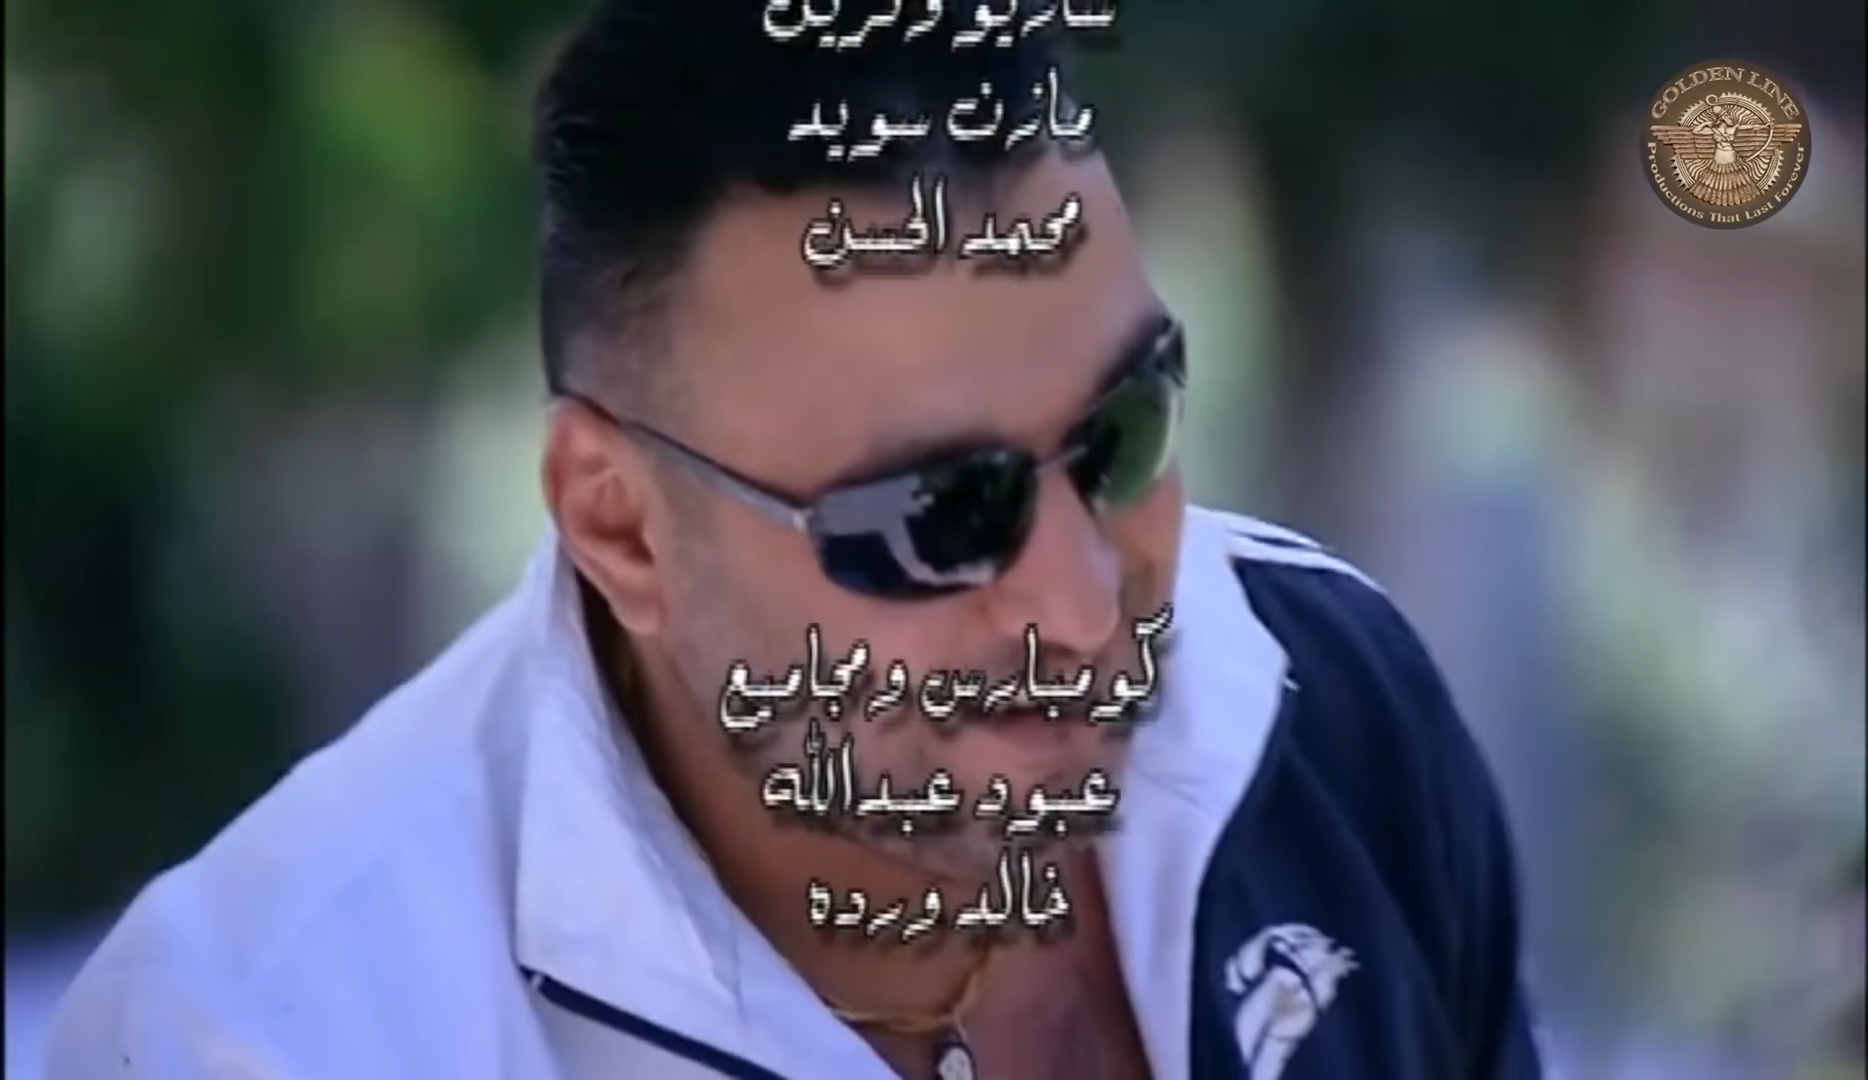 مازن سويد
محمد الحسن
كومبارس ومجاميع
عبود عبدالله
خالد ورده
GOLDEN LINE
Productions That Last Forever